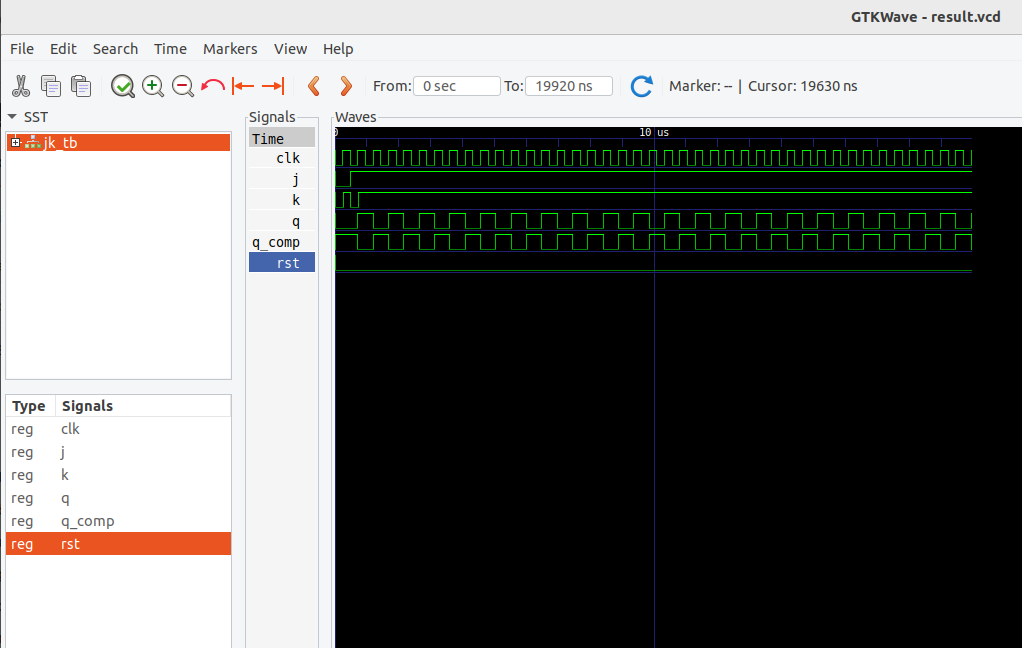 GTKWave - result.vcd
File Edit Search Time Markers View Help
From: 0 sec To: 19920 ns Marker: -- | Cursor: 19630 ns
SST
jk_tb
Signals
Time
clk
j
k
q
q_comp
rst
Waves
0 10 us
Type Signals
reg clk
reg j
reg k
reg q
reg q_comp
reg rst